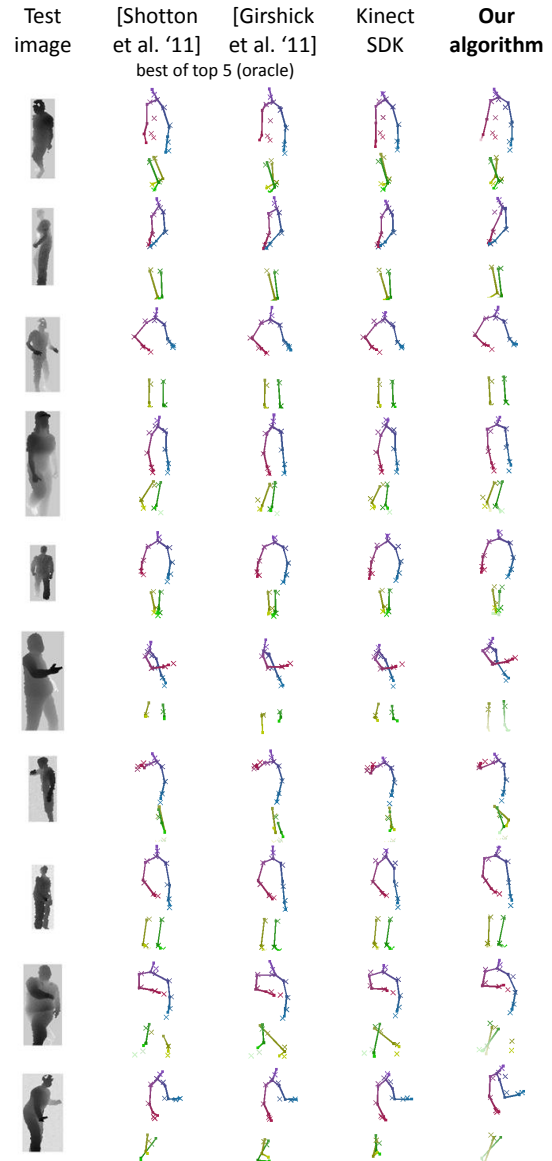 Test
image
[Shotton
et al. ‘11]
[Girshick
et al. ‘11]
best of top 5 (oracle)
Kinect
SDK
Our
algorithm